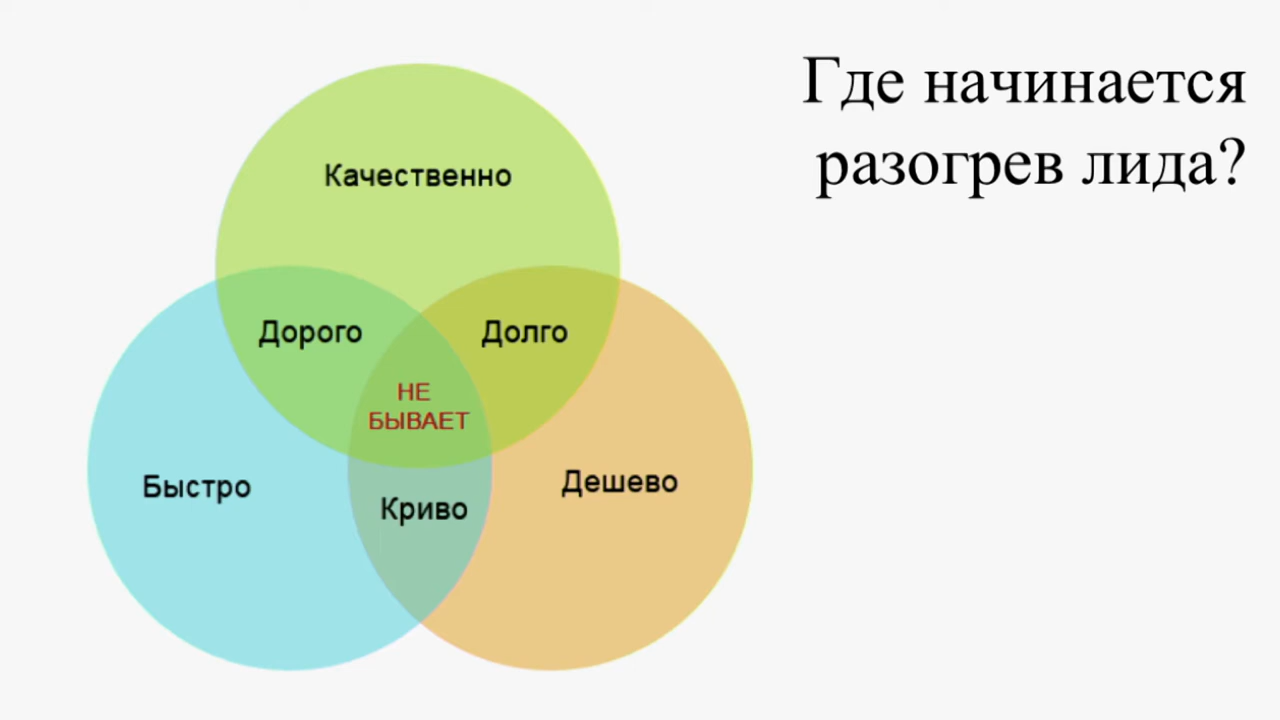 Где начинается
разогрев лида?
Качественно
Дорого
Долго
НЕ
БЫВАЕТ
Быстро
Дешево
Криво